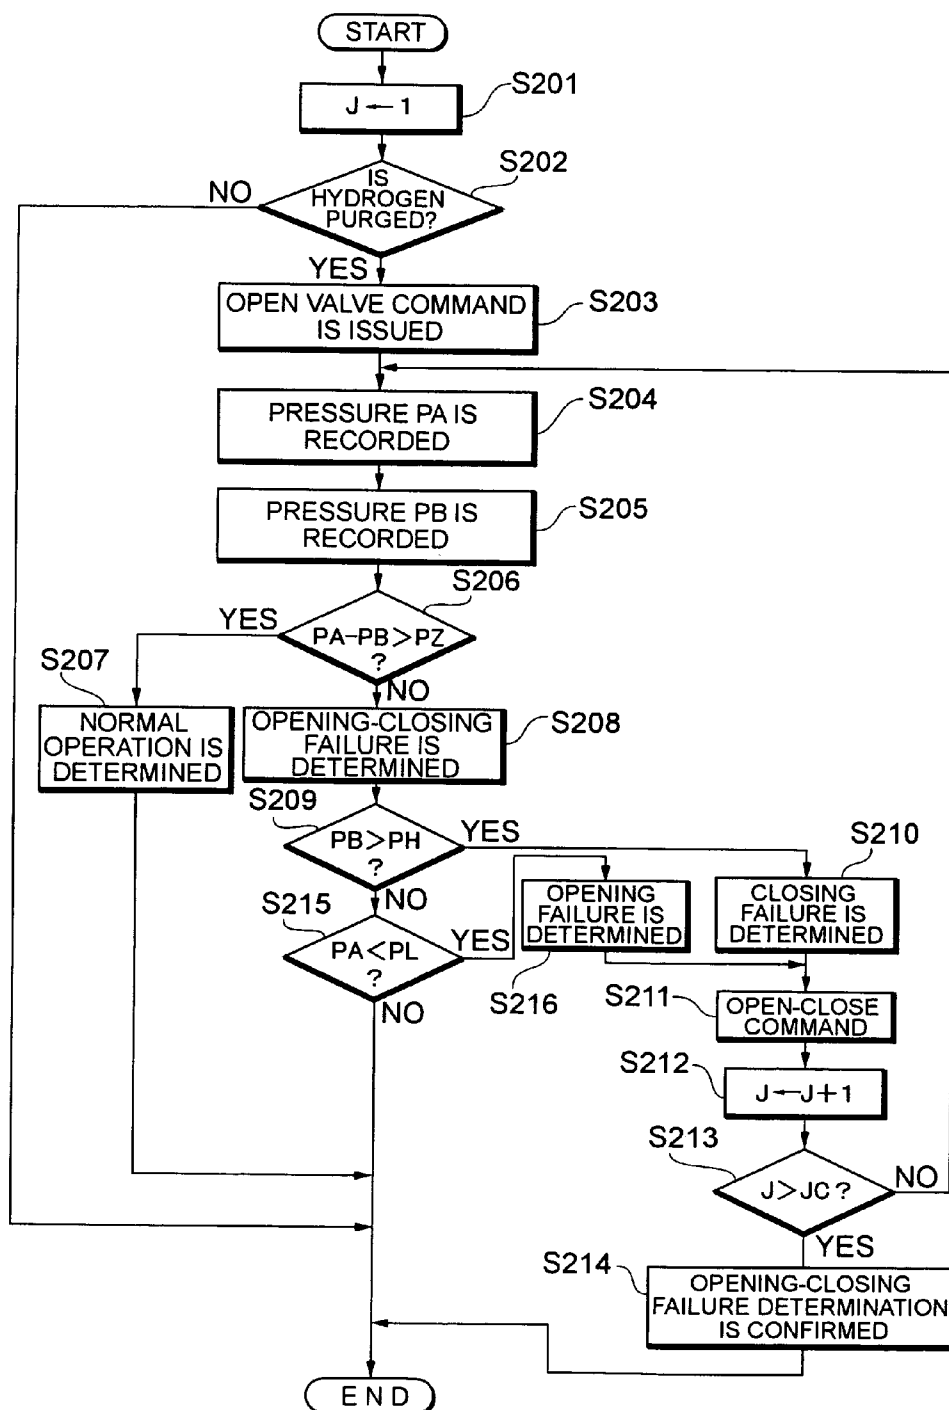 START
S201
J ← 1
S202
IS
HYDROGEN
PURGED?
NO
YES
OPEN VALVE COMMAND
IS ISSUED
S203
PRESSURE PA IS
RECORDED
S204
PRESSURE PB IS
RECORDED
S205
S206
PA-PB>PZ
?
YES
NO
S207
NORMAL
OPERATION IS
DETERMINED
OPENING-CLOSING
FAILURE IS
DETERMINED
S208
S209
PB>PH
?
YES
NO
S210
CLOSING
FAILURE IS
DETERMINED
S215
PA<PL
?
YES
NO
OPENING
FAILURE IS
DETERMINED
S216
S211
OPEN-CLOSE
COMMAND
S212
J←J+1
S213
J>JC?
NO
YES
S214
OPENING-CLOSING
FAILURE DETERMINATION
IS CONFIRMED
END